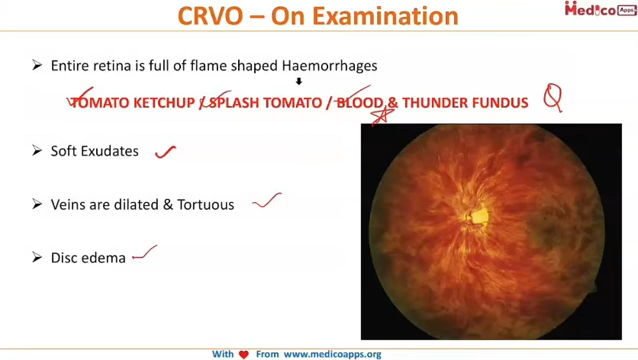 CRVO – On Examination
Medico Apps
Entire retina is full of flame shaped Haemorrhages
TOMATO KETCHUP / SPLASH TOMATO / BLOOD & THUNDER FUNDUS Q
Soft Exudates
Veins are dilated & Tortuous
Disc edema
With ♥ From www.medicoapps.org